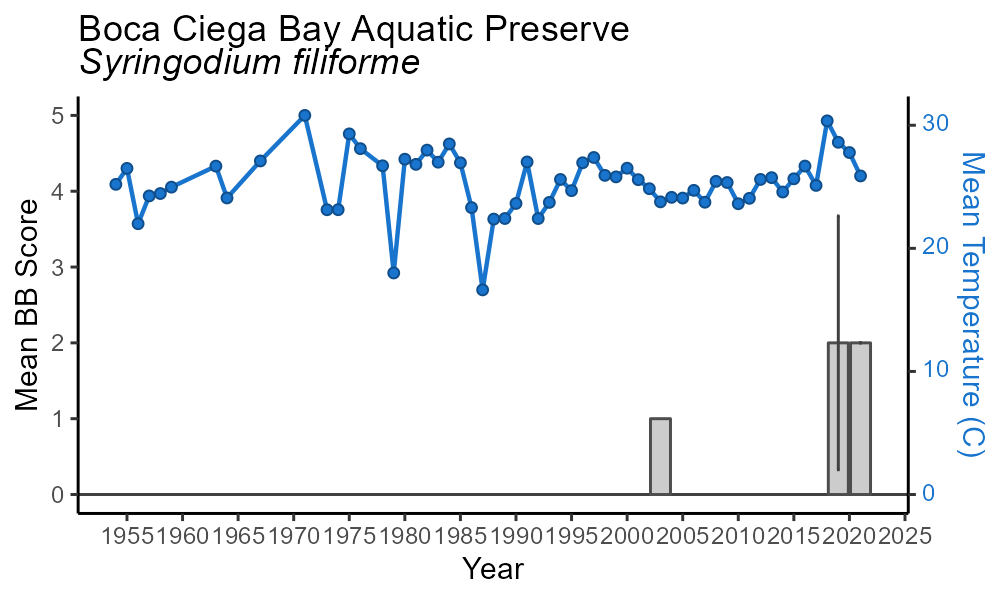 Boca Ciega Bay Aquatic Preserve
Syringodium filiforme
Mean BB Score
5
4
3
2
1
0
30
20
10
0
Mean Temperature (C)
1955 1960 1965 1970 1975 1980 1985 1990 1995 2000 2005 2010 2015 2020 2025
Year